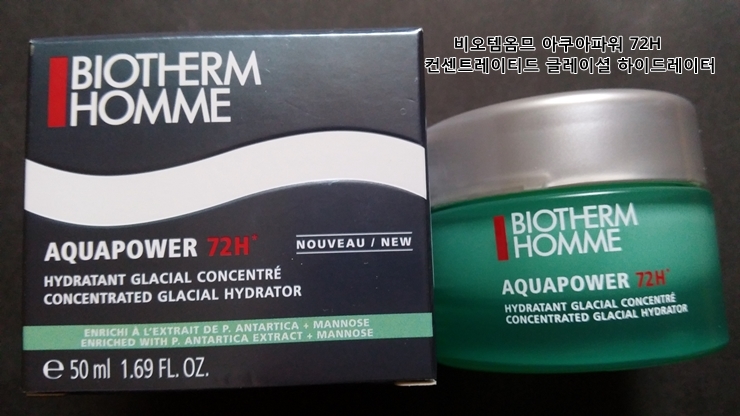 비오템옴므 아쿠아파워 72H
컨센트레이티드 글레이셜 하이드레이터
BIOTHERM
HOMME
AQUAPOWER 72H*
NOUVEAU / NEW
HYDRATANT GLACIAL CONCENTRÉ
CONCENTRATED GLACIAL HYDRATOR
ENRICHI À L'EXTRAIT DE P. ANTARTICA + MANNOSE
ENRICHED WITH P. ANTARTICA EXTRACT + MANNOSE
℮ 50 ml 1.69 FL. OZ.
BIOTHERM
HOMME
AQUAPOWER 72H*
HYDRATANT GLACIAL CONCENTRÉ
CONCENTRATED GLACIAL HYDRATOR